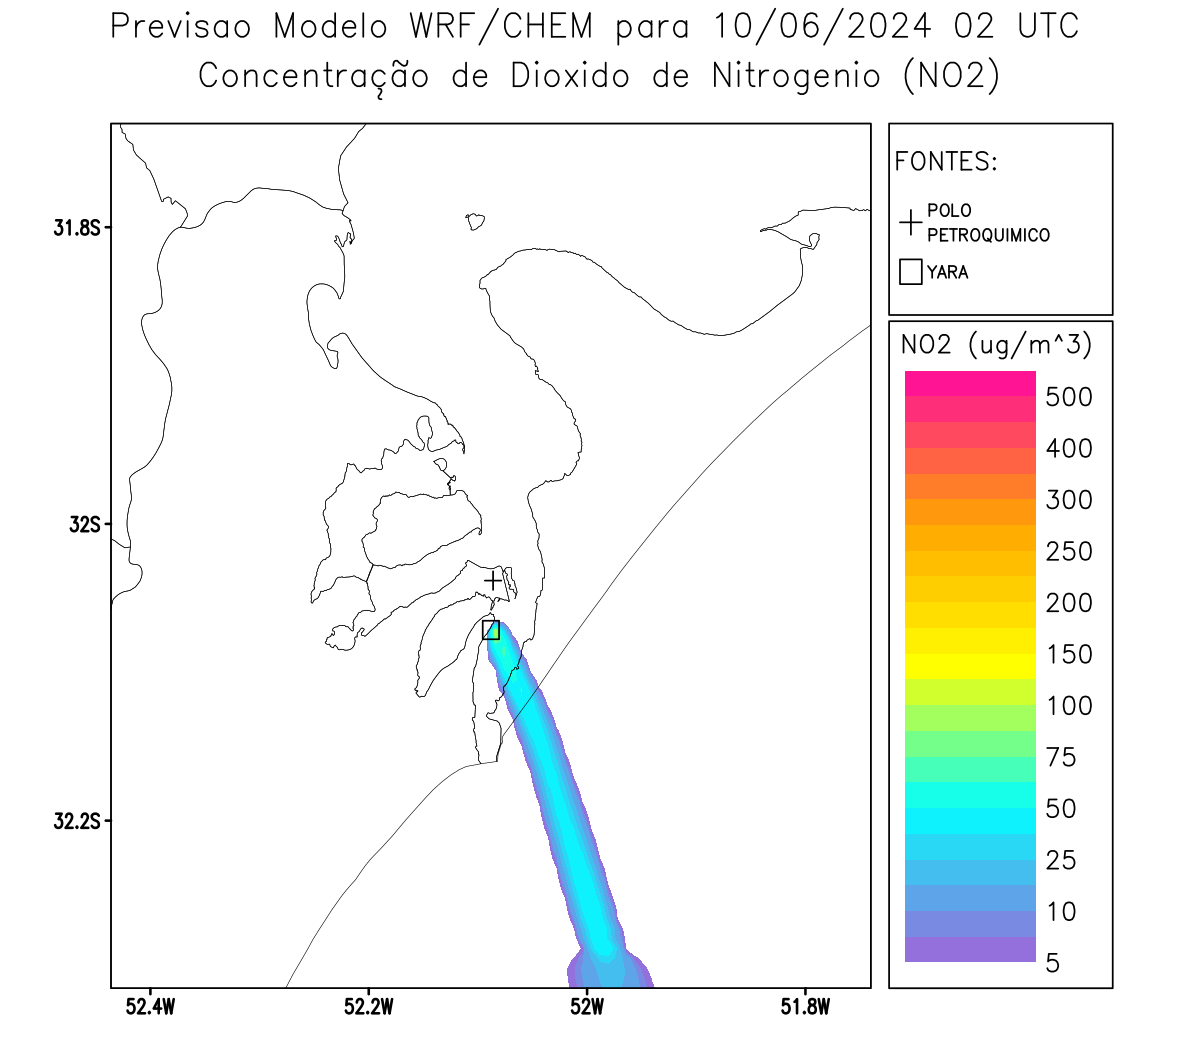 Previsao Modelo WRF/CHEM para 10/06/2024 02 UTC
Concentração de Dioxido de Nitrogenio (NO2)
FONTES:
POLO
PETROQUIMICO
YARA
NO2 (ug/m^3)
500
400
300
250
200
150
100
75
50
25
10
5
31.8S
32S
32.2S
52.4W
52.2W
52W
51.8W